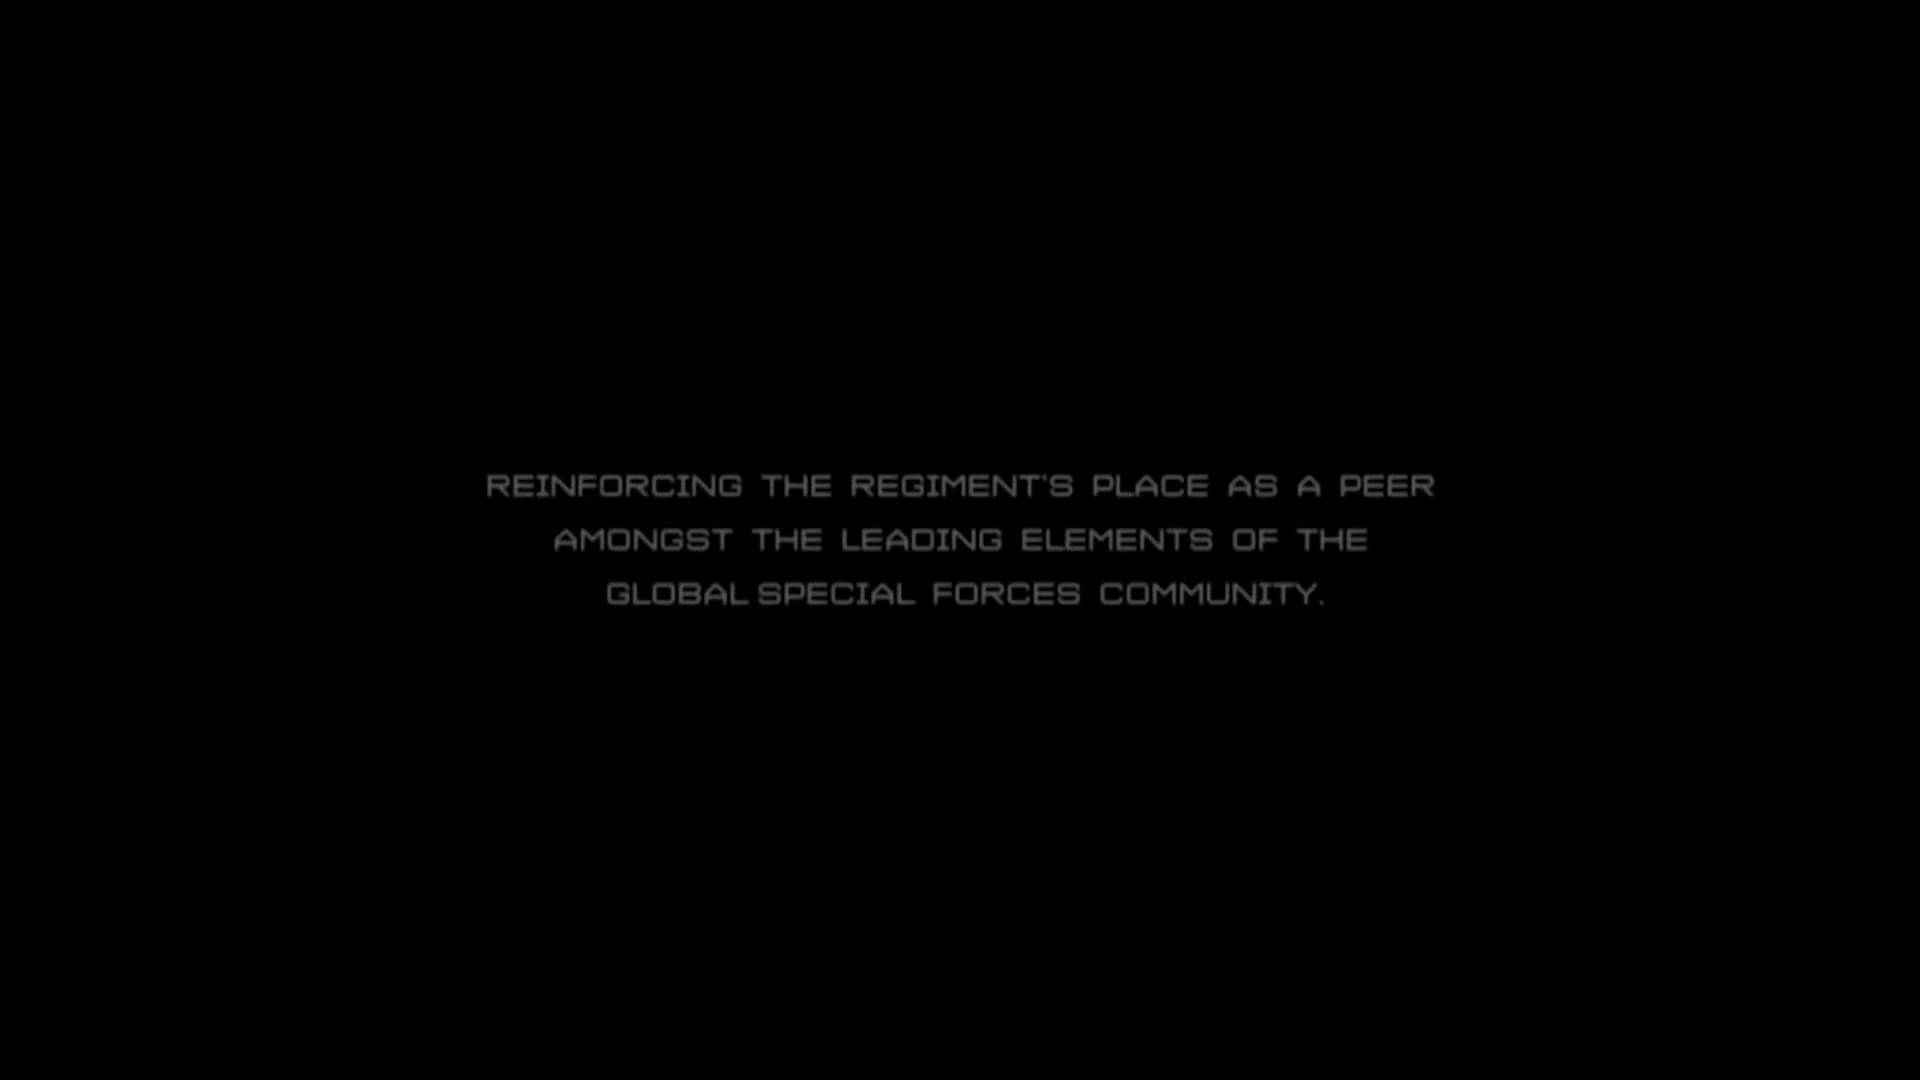 REINFORCING THE REGIMENT'S PLACE AS A PEER
AMONGST THE LEADING ELEMENTS OF THE
GLOBAL SPECIAL FORCES COMMUNITY.